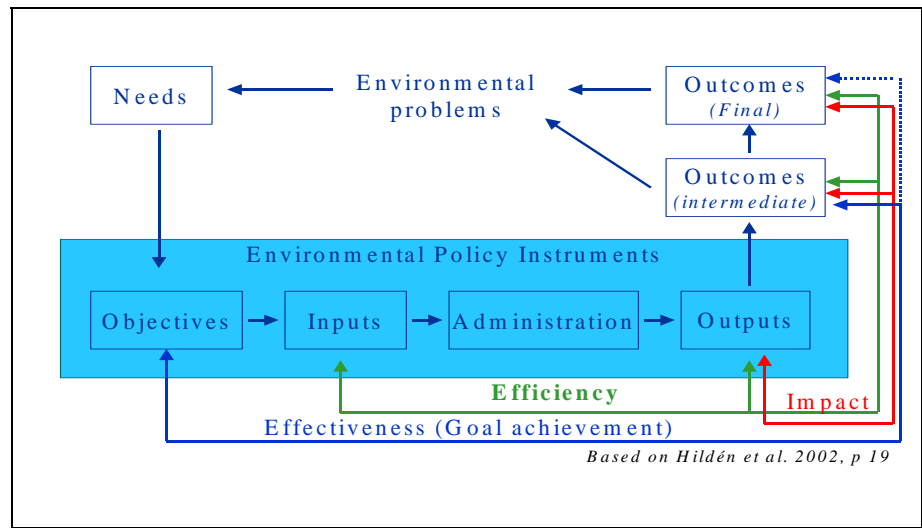 Needs
Environmental
problems
Outcomes
(Final)
Outcomes
(intermediate)
Environmental Policy Instruments
Objectives
Inputs
Administration
Outputs
Efficiency
Impact
Effectiveness (Goal achievement)
Based on Hildén et al. 2002, p 19